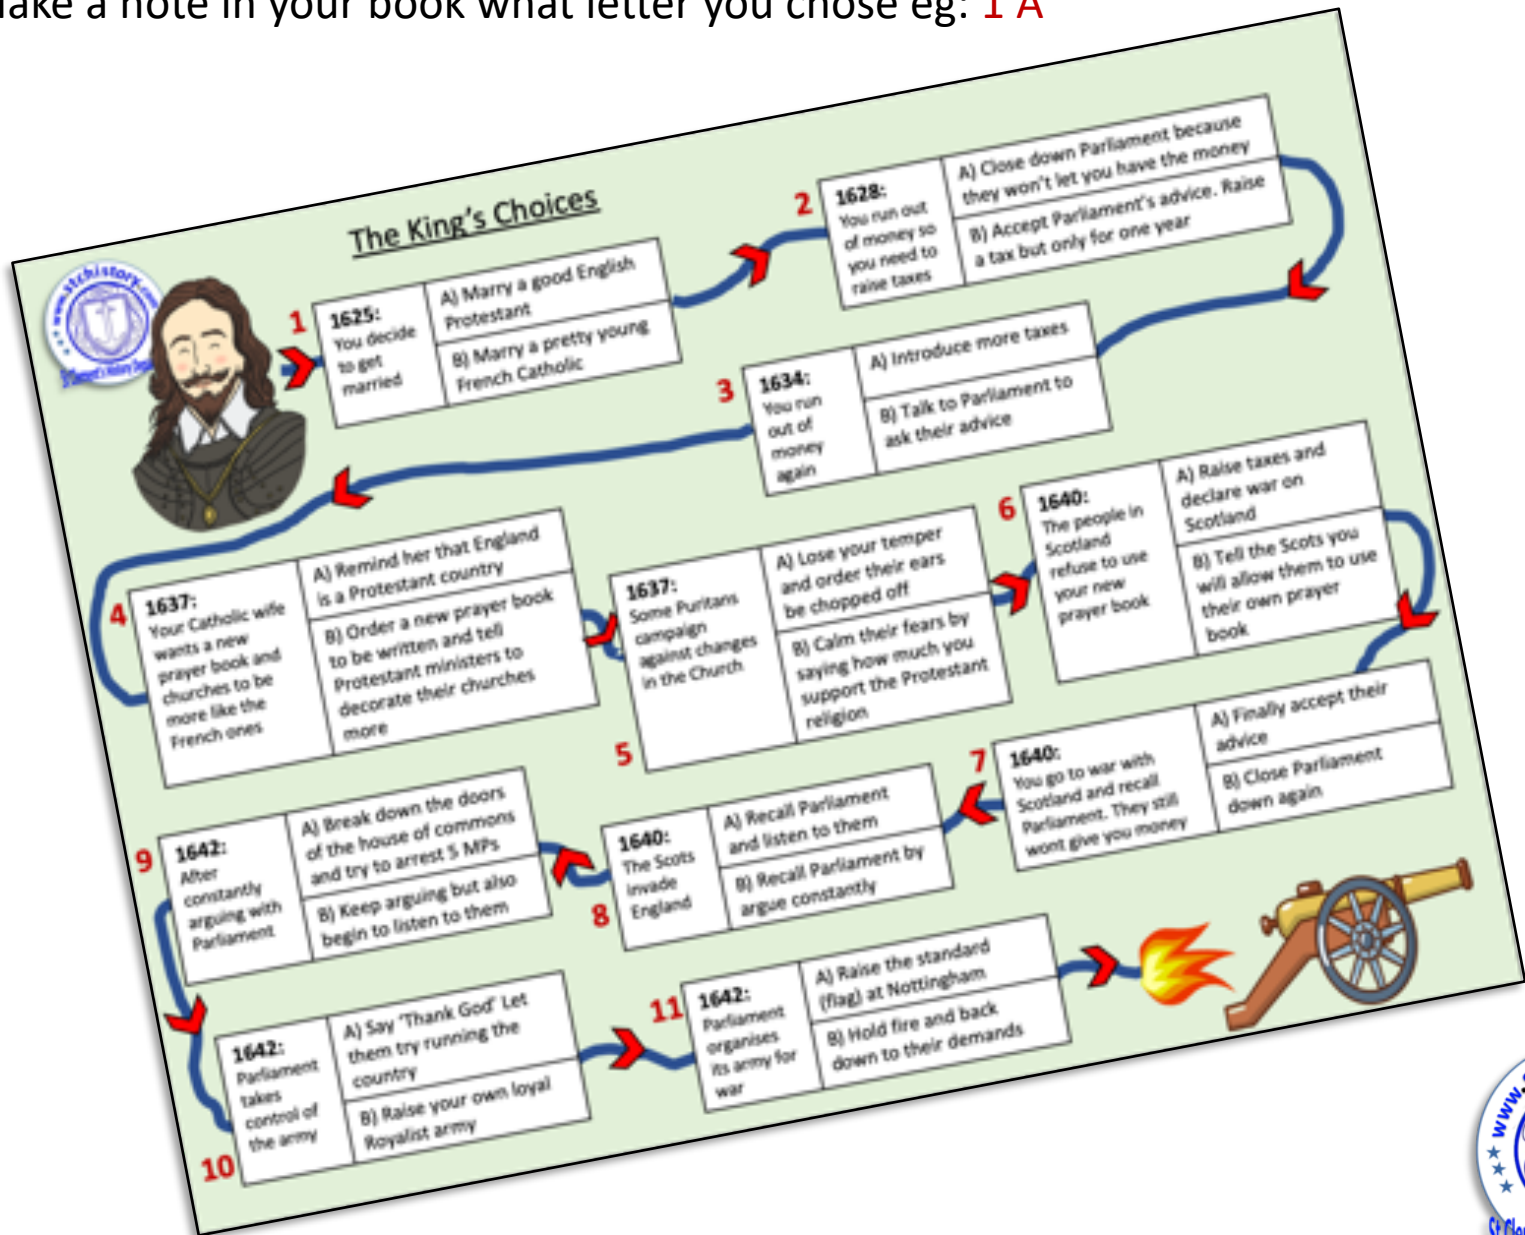 Make a note in your book what letter you chose eg: 1 A
The King's Choices
www.stchistory.com
1
1625:
You decide
to get
married
A) Marry a good English
Protestant
B) Marry a pretty young
French Catholic
2
1628:
You run out
of money so
you need to
raise taxes
A) Close down Parliament because
they won't let you have the money
B) Accept Parliament's advice. Raise
a tax but only for one year
3
1634:
You run
out of
money
again
A) Introduce more taxes
B) Talk to Parliament to
ask their advice
4
1637:
Your Catholic wife
wants a new
prayer book and
churches to be
more like the
French ones
A) Remind her that England
is a Protestant country
B) Order a new prayer book
to be written and tell
Protestant ministers to
decorate their churches
more
5
1637:
Some Puritans
campaign
against changes
in the Church
A) Lose your temper
and order their ears
be chopped off
B) Calm their fears by
saying how much you
support the Protestant
religion
6
1640:
The people in
Scotland
refuse to use
your new
prayer book
A) Raise taxes and
declare war on
Scotland
B) Tell the Scots you
will allow them to use
their own prayer
book
7
1640:
You go to war with
Scotland and recall
Parliament. They still
wont give you money
A) Finally accept their
advice
B) Close Parliament
down again
8
1640:
The Scots
invade
England
A) Recall Parliament
and listen to them
B) Recall Parliament by
argue constantly
9
1642:
After
constantly
arguing with
Parliament
A) Break down the doors
of the house of commons
and try to arrest 5 MPs
B) Keep arguing but also
begin to listen to them
10
1642:
Parliament
takes
control of
the army
A) Say 'Thank God' Let
them try running the
country
B) Raise your own loyal
Royalist army
11
1642:
Parliament
organises
its army for
war
A) Raise the standard
(flag) at Nottingham
B) Hold fire and back
down to their demands
www.